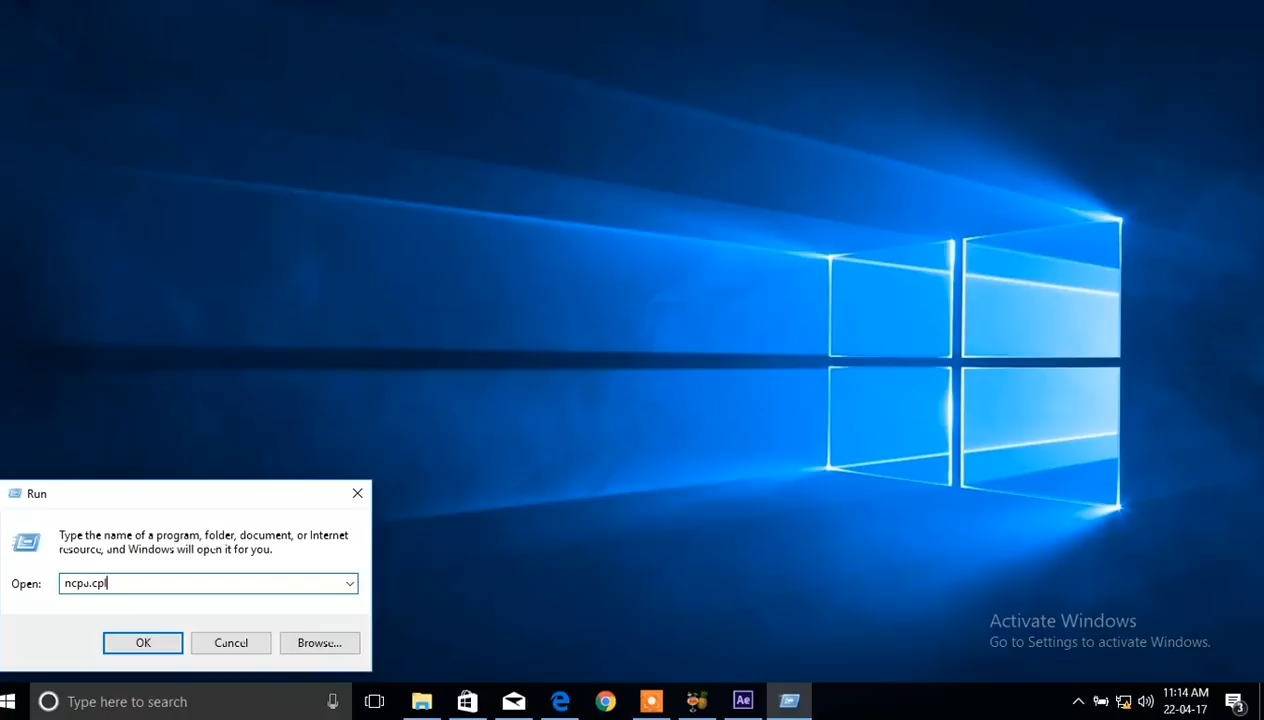 Run
Type the name of a program, folder, document, or Internet
resource, and Windows will open it for you.
Open:
ncpa.cpl
OK
Cancel
Browse...
Activate Windows
Go to Settings to activate Windows.
Type here to search
Ae
11:14 AM
22-04-17
3